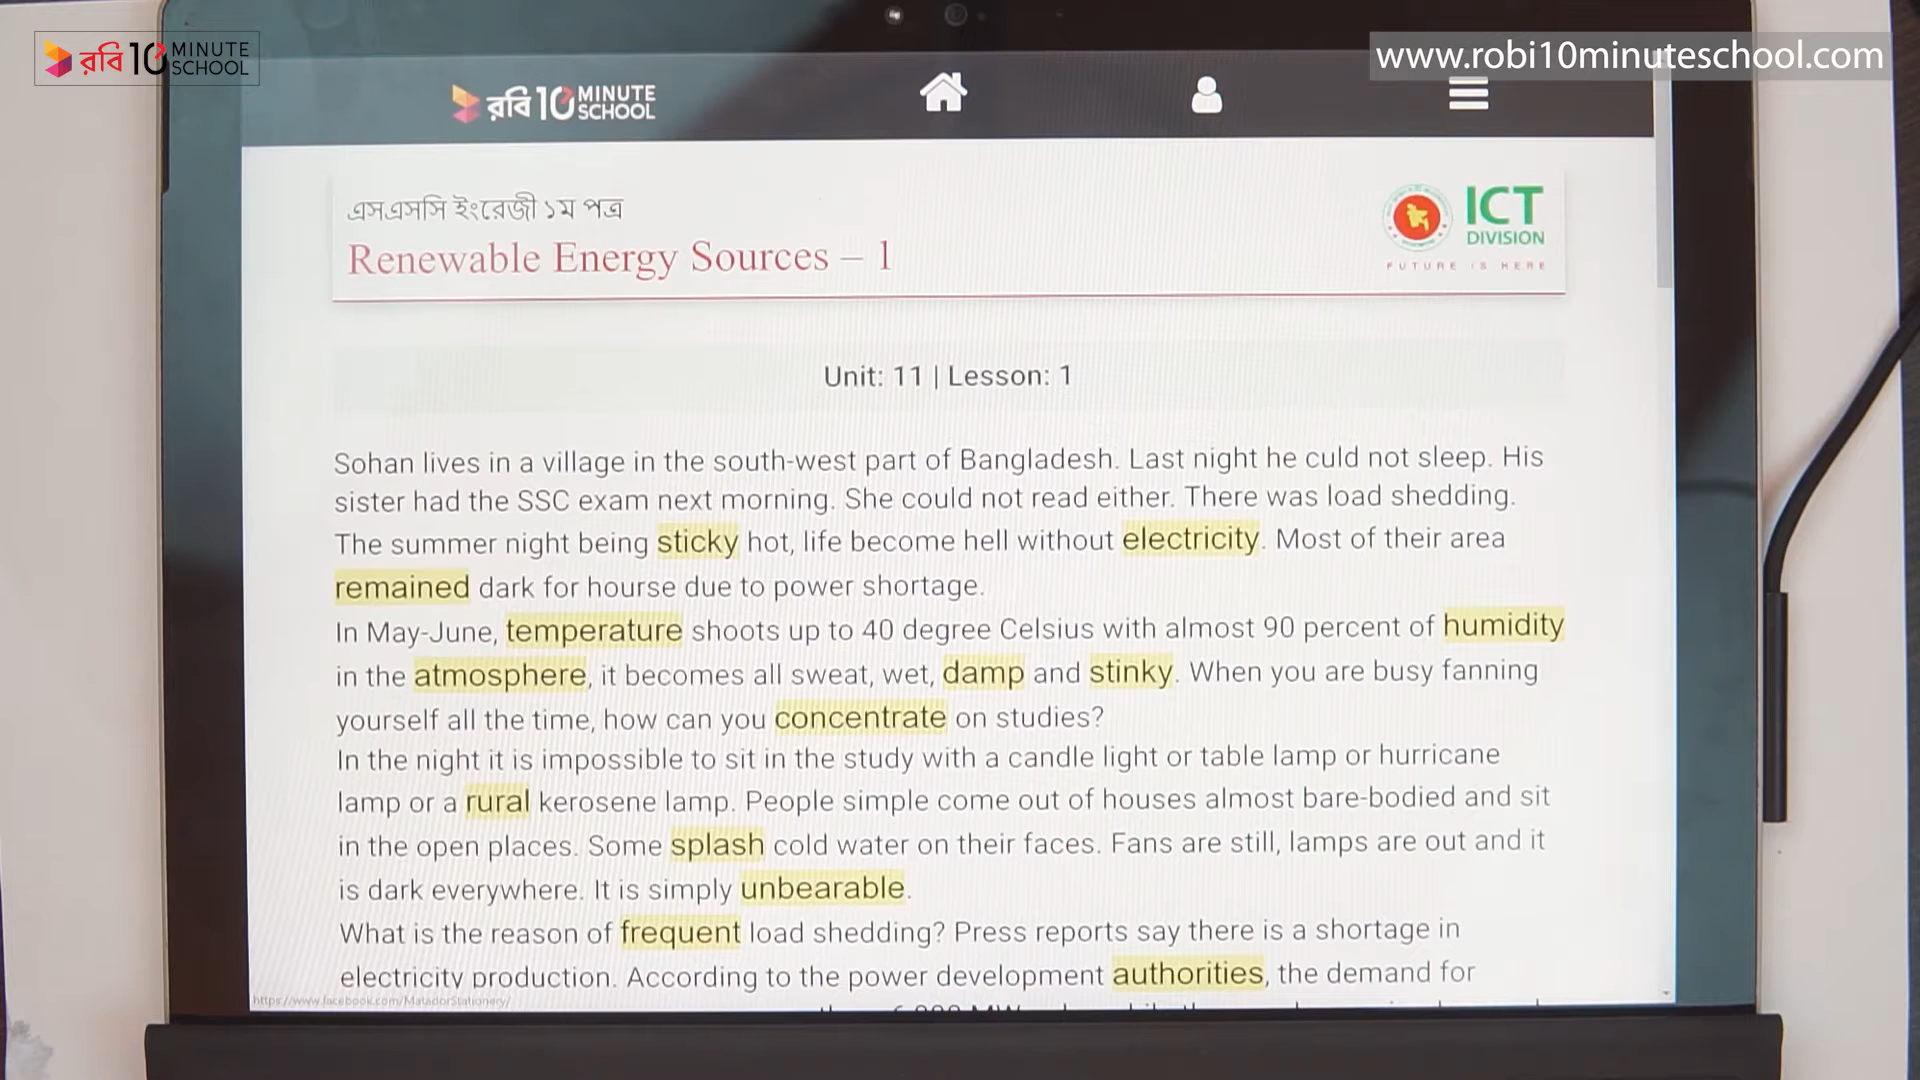 রবি 10 MINUTE SCHOOL
www.robi10minuteschool.com
রবি 10 MINUTE SCHOOL
এসএসসি ইংরেজী ১ম পত্র
Renewable Energy Sources – 1
ICT
DIVISION
FUTURE IS HERE
Unit: 11 | Lesson: 1
Sohan lives in a village in the south-west part of Bangladesh. Last night he culd not sleep. His
sister had the SSC exam next morning. She could not read either. There was load shedding.
The summer night being sticky hot, life become hell without electricity. Most of their area
remained dark for hourse due to power shortage.
In May-June, temperature shoots up to 40 degree Celsius with almost 90 percent of humidity
in the atmosphere, it becomes all sweat, wet, damp and stinky. When you are busy fanning
yourself all the time, how can you concentrate on studies?
In the night it is impossible to sit in the study with a candle light or table lamp or hurricane
lamp or a rural kerosene lamp. People simple come out of houses almost bare-bodied and sit
in the open places. Some splash cold water on their faces. Fans are still, lamps are out and it
is dark everywhere. It is simply unbearable.
What is the reason of frequent load shedding? Press reports say there is a shortage in
electricity production. According to the power development authorities, the demand for
https://www.facebook.com/MatadorStationery/